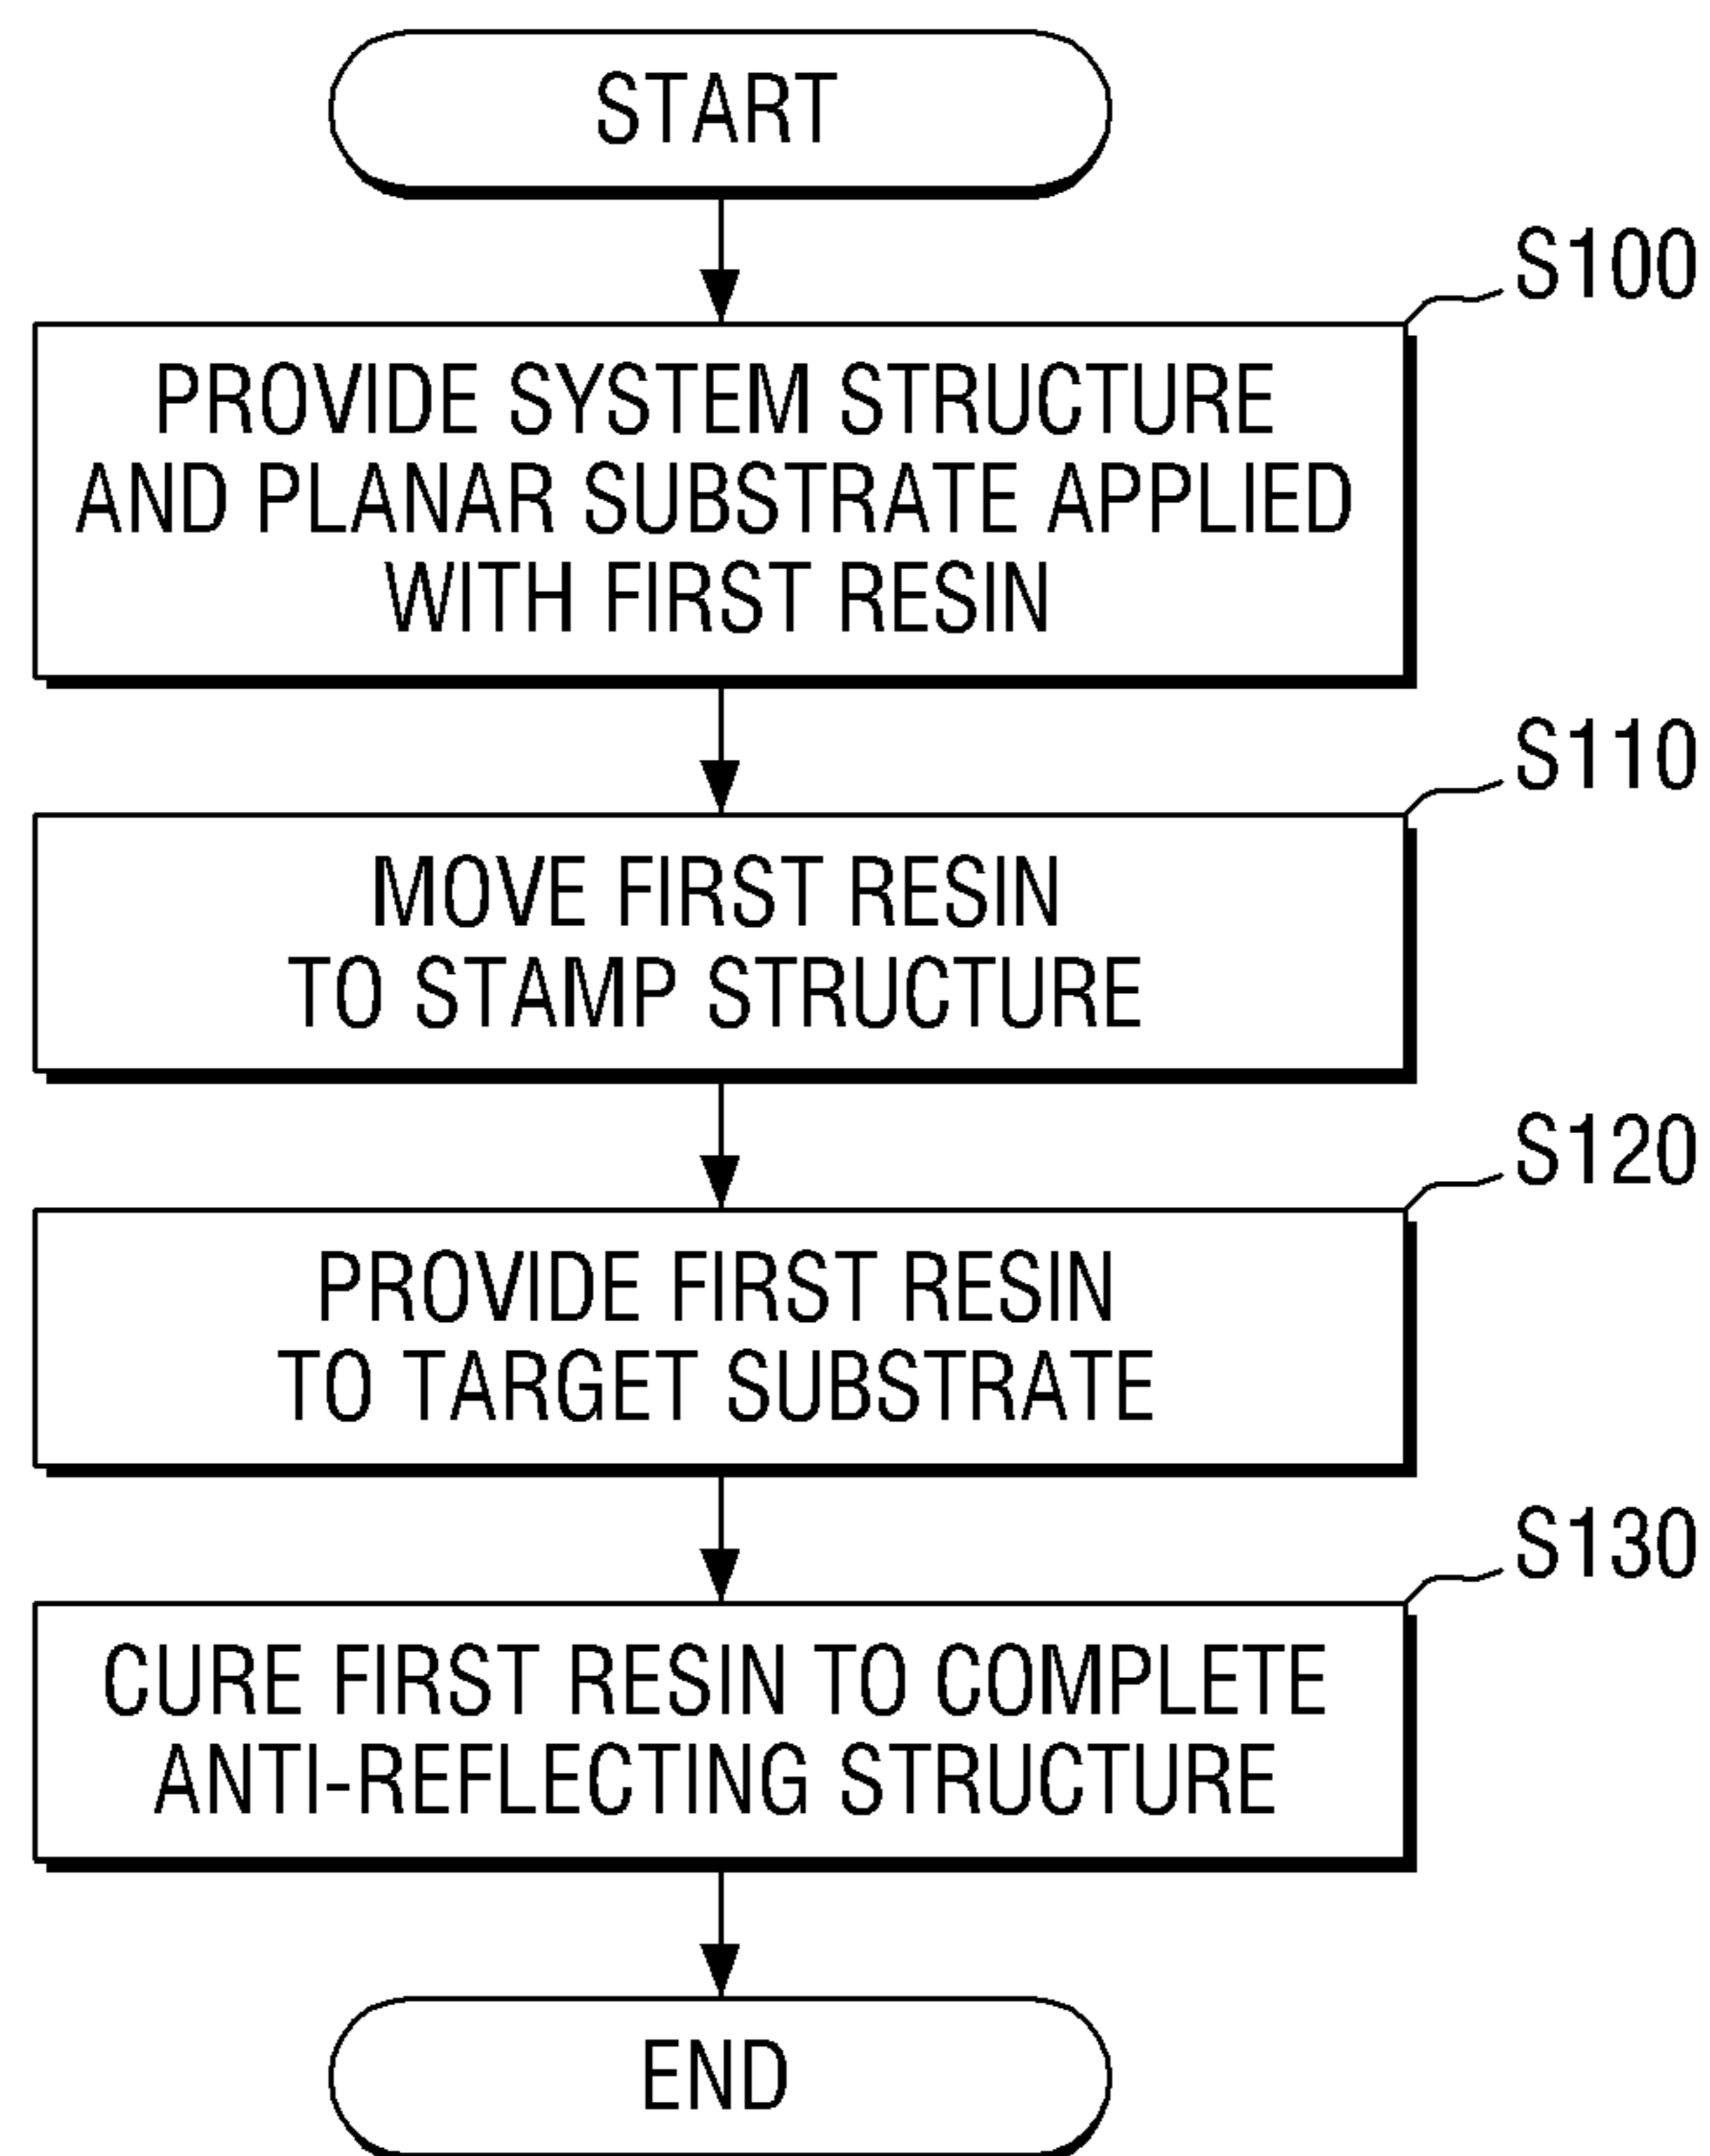 START
S100
PROVIDE SYSTEM STRUCTURE
AND PLANAR SUBSTRATE APPLIED
WITH FIRST RESIN
S110
MOVE FIRST RESIN
TO STAMP STRUCTURE
S120
PROVIDE FIRST RESIN
TO TARGET SUBSTRATE
S130
CURE FIRST RESIN TO COMPLETE
ANTI-REFLECTING STRUCTURE
END